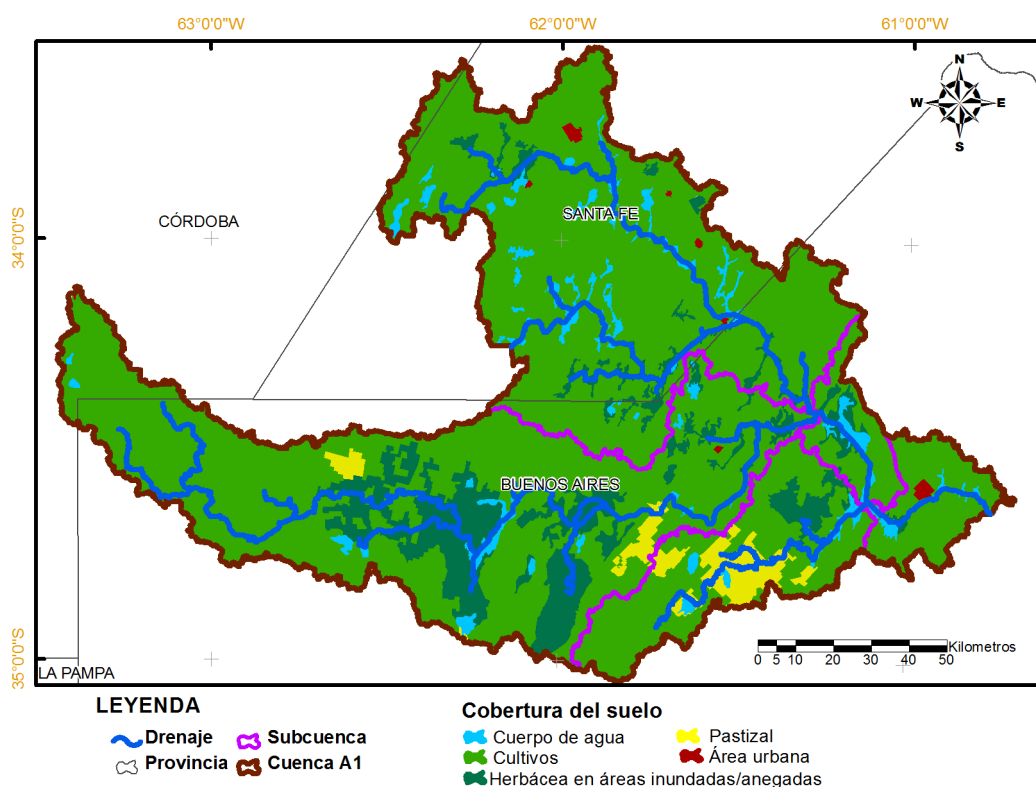 63°0'0"W 62°0'0"W 61°0'0"W
N
W E
S
CÓRDOBA
SANTA FE
34°0'0"S
BUENOS AIRES
35°0'0"S
LA PAMPA
Kilometros
0 5 10 20 30 40 50
LEYENDA
Drenaje Subcuenca
Provincia Cuenca A1
Cobertura del suelo
Cuerpo de agua Pastizal
Cultivos Área urbana
Herbácea en áreas inundadas/anegadas